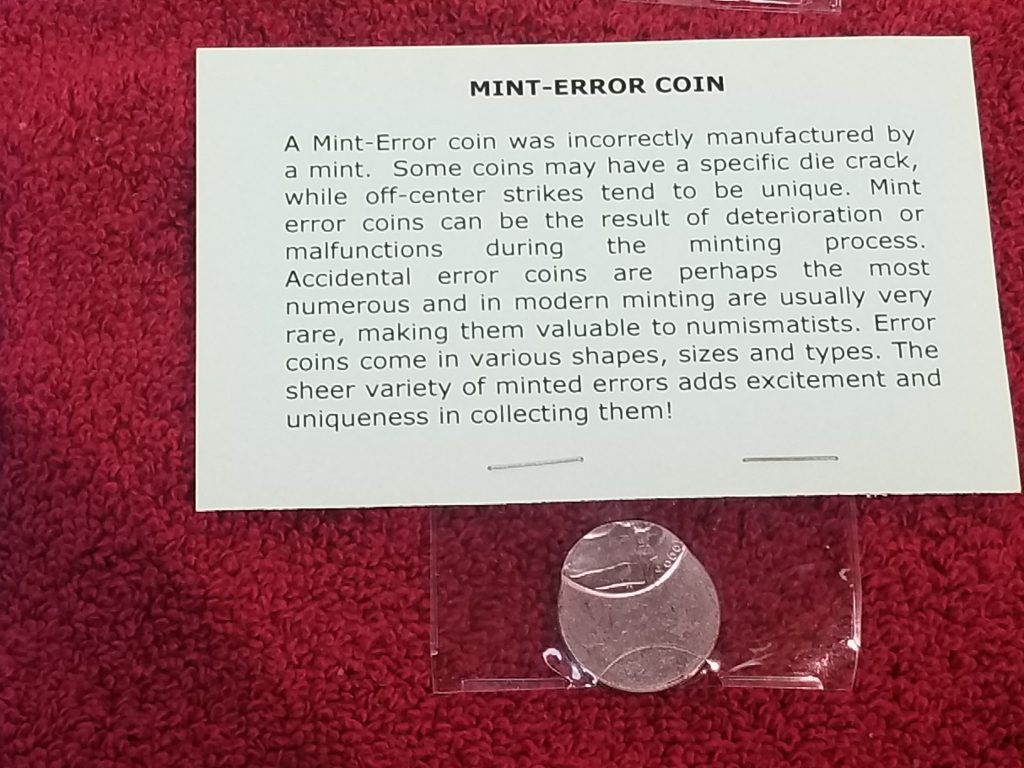 MINT-ERROR COIN
A Mint-Error coin was incorrectly manufactured by
a mint. Some coins may have a specific die crack,
while off-center strikes tend to be unique. Mint
error coins can be the result of deterioration or
malfunctions during the minting process.
Accidental error coins are perhaps the most
numerous and in modern minting are usually very
rare, making them valuable to numismatists. Error
coins come in various shapes, sizes and types. The
sheer variety of minted errors adds excitement and
uniqueness in collecting them!